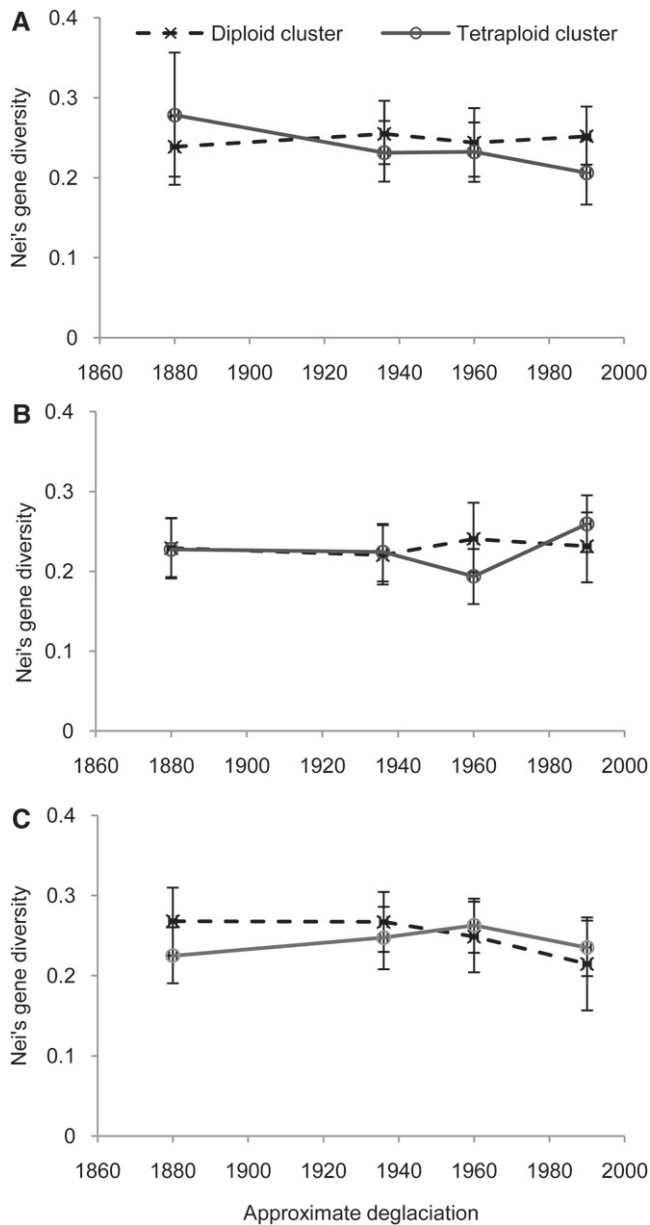 A
Diploid cluster
Tetraploid cluster
0.4
0.3
0.2
0.1
0
Nei's gene diversity
1860 1880 1900 1920 1940 1960 1980 2000
B
0.4
0.3
0.2
0.1
0
Nei's gene diversity
1860 1880 1900 1920 1940 1960 1980 2000
C
0.4
0.3
0.2
0.1
0
Nei's gene diversity
1860 1880 1900 1920 1940 1960 1980 2000
Approximate deglaciation